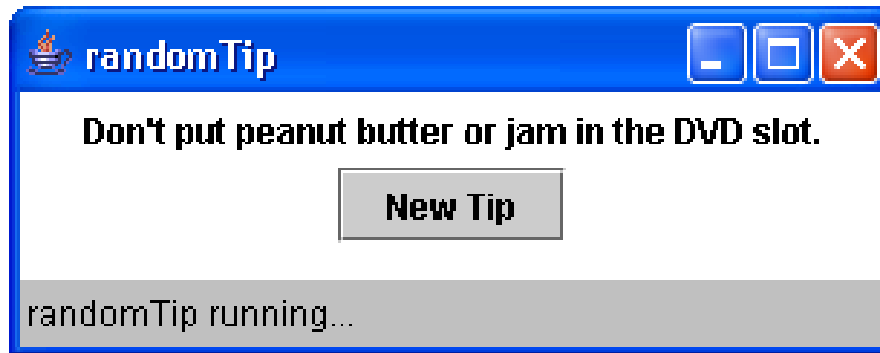 randomTip
Don't put peanut butter or jam in the DVD slot.
New Tip
randomTip running...